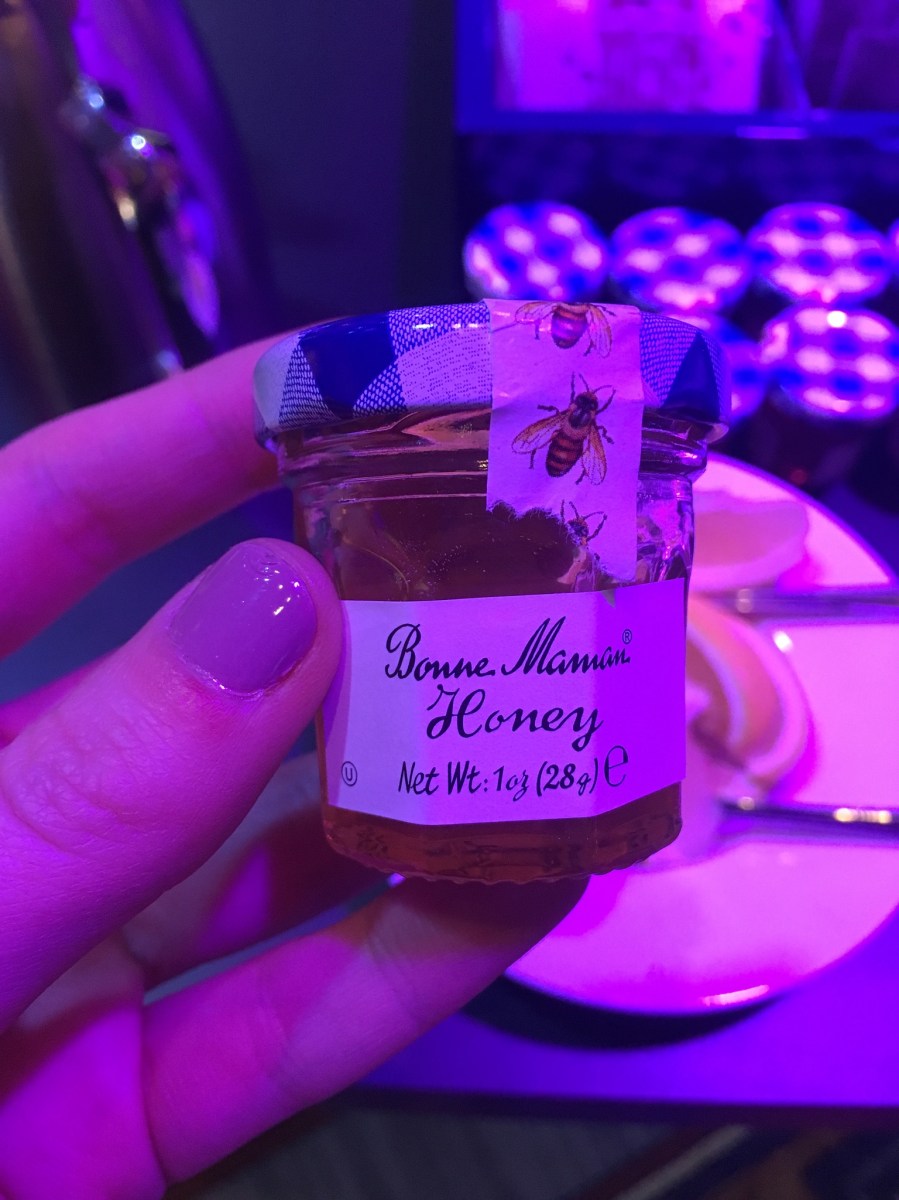 Bonne Maman®
Honey
Ⓤ Net Wt: 1oz (28g) ℮